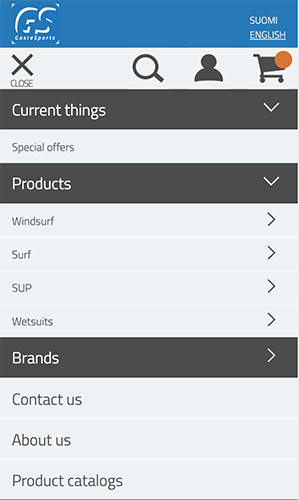 GS
GasreSports
SUOMI
ENGLISH
CLOSE
Current things
Special offers
Products
Windsurf
Surf
SUP
Wetsuits
Brands
Contact us
About us
Product catalogs